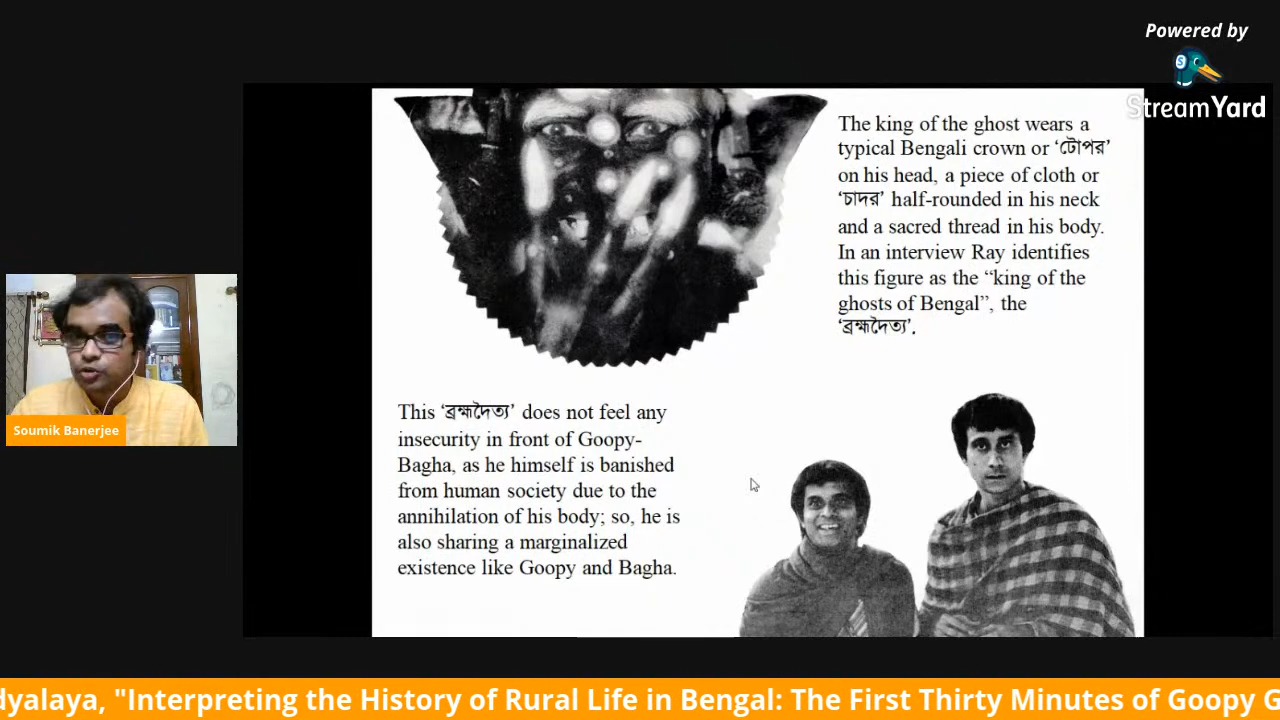 Powered by
StreamYard
The king of the ghost wears a
typical Bengali crown or ‘টোপর’
on his head, a piece of cloth or
‘চাদর’ half-rounded in his neck
and a sacred thread in his body.
In an interview Ray identifies
this figure as the “king of the
ghosts of Bengal”, the
‘ব্রহ্মদৈত্য’.
This ‘ব্রহ্মদৈত্য’ does not feel any
insecurity in front of Goopy-
Bagha, as he himself is banished
from human society due to the
annihilation of his body; so, he is
also sharing a marginalized
existence like Goopy and Bagha.
Soumik Banerjee
dyalaya, "Interpreting the History of Rural Life in Bengal: The First Thirty Minutes of Goopy G